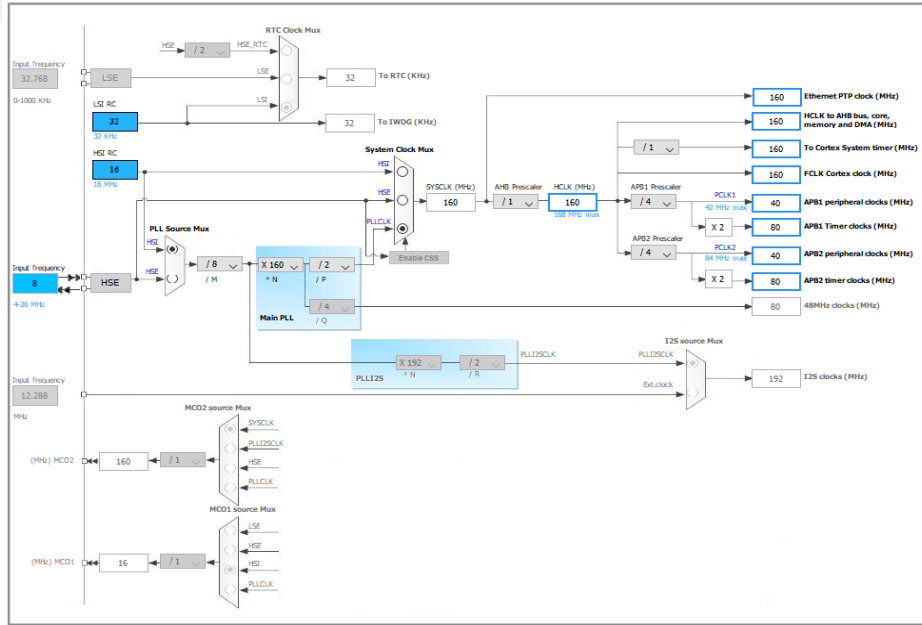 RTC Clock Mux
HSE
/ 2
HSE_RTC
Input frequency
32.768
0-1000 KHz
LSE
LSE
32
To RTC (KHz)
LSI RC
32
32 KHz
LSI
32
To IWDG (KHz)
HSI RC
16
16 MHz
System Clock Mux
HSI
HSE
PLLCLK
Enable CSS
SYSCLK (MHz)
160
AHB Prescaler
/ 1
HCLK (MHz)
160
168 MHz max
160
Ethernet PTP clock (MHz)
160
HCLK to AHB bus, core,
memory and DMA (MHz)
/ 1
160
To Cortex System timer (MHz)
160
FCLK Cortex clock (MHz)
APB1 Prescaler
/ 4
PCLK1
42 MHz max
40
APB1 peripheral clocks (MHz)
X 2
80
APB1 Timer clocks (MHz)
APB2 Prescaler
/ 4
PCLK2
84 MHz max
40
APB2 peripheral clocks (MHz)
X 2
80
APB2 timer clocks (MHz)
80
48MHz clocks (MHz)
PLL Source Mux
HSI
HSE
Input frequency
8
4-26 MHz
HSE
/ 8
/ M
X 160
* N
/ 2
/ P
/ 4
/ Q
Main PLL
X 192
* N
/ 2
/ R
PLLI2S
PLLI2SCLK
I2S source Mux
PLLI2SCLK
Ext.clock
192
I2S clocks (MHz)
Input frequency
12.288
MHz
MCO2 source Mux
SYSCLK
PLLI2SCLK
HSE
PLLCLK
(MHz) MCO2
160
/ 1
MCO1 source Mux
LSE
HSE
HSI
PLLCLK
(MHz) MCO1
16
/ 1